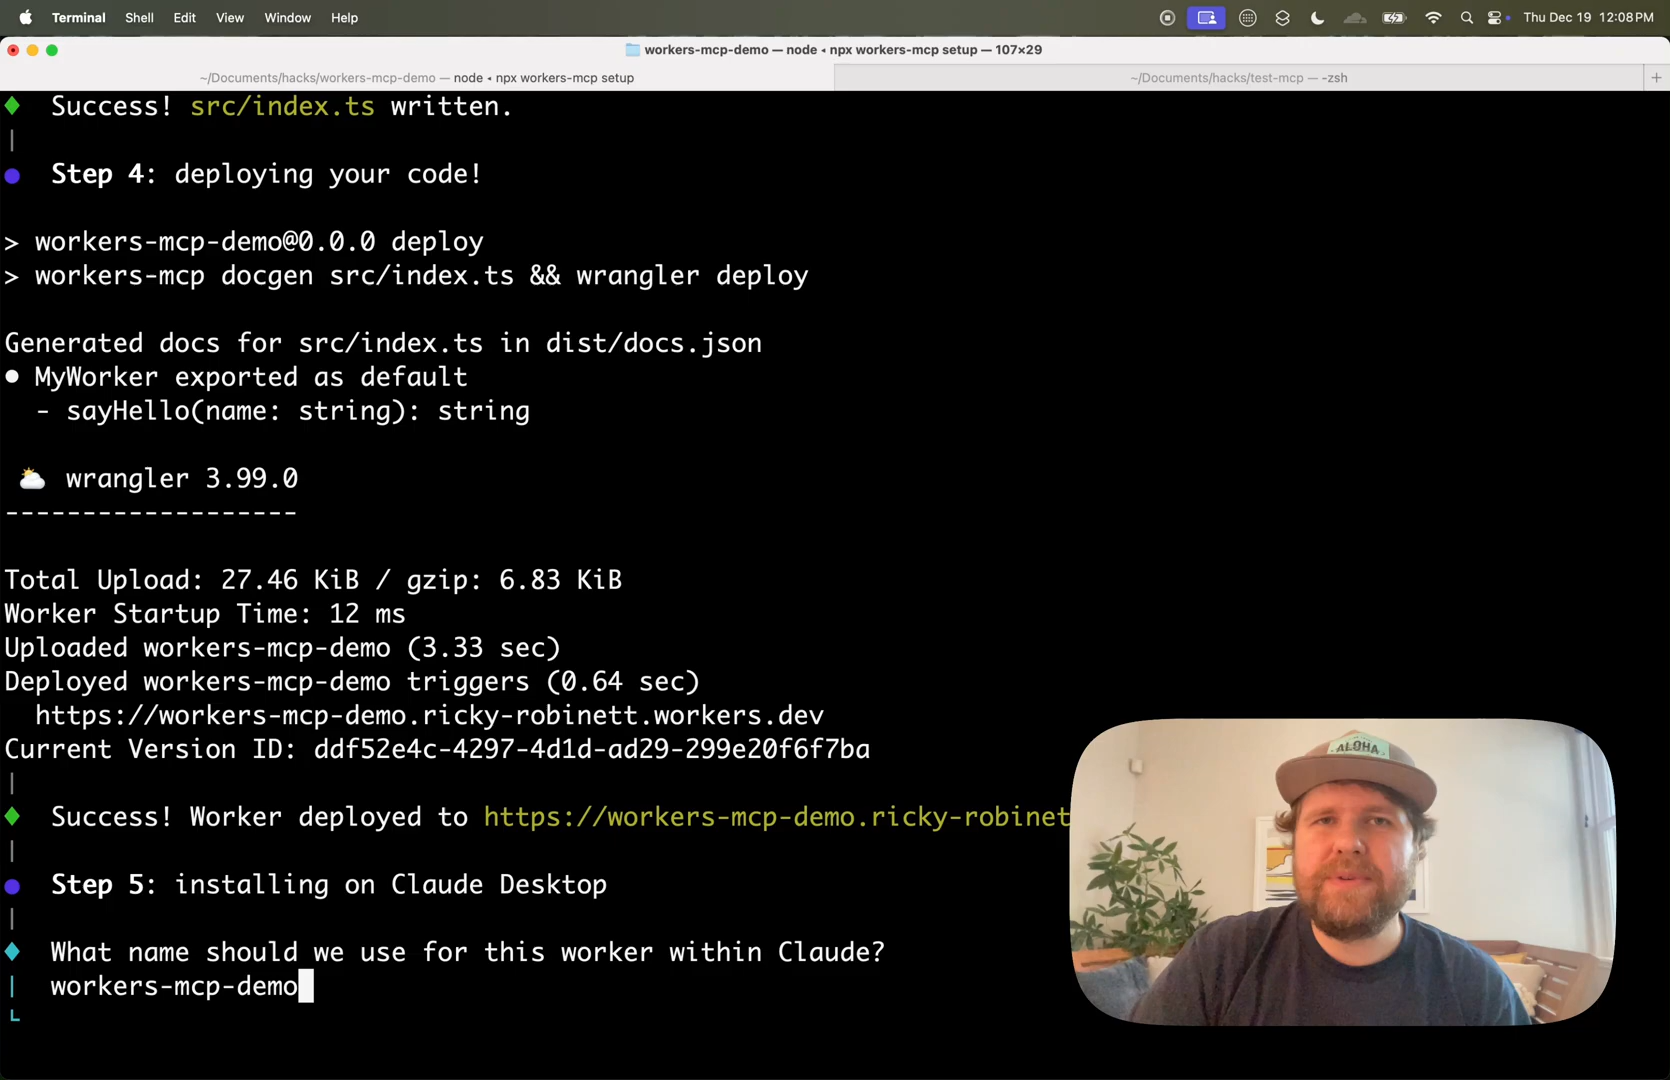 Terminal Shell Edit View Window Help Thu Dec 19 12:08 PM
workers-mcp-demo — node ◂ npx workers-mcp setup — 107×29
~/Documents/hacks/workers-mcp-demo — node ◂ npx workers-mcp setup
~/Documents/hacks/test-mcp — -zsh
Success! src/index.ts written.
Step 4: deploying your code!
> workers-mcp-demo@0.0.0 deploy
> workers-mcp docgen src/index.ts && wrangler deploy
Generated docs for src/index.ts in dist/docs.json
● MyWorker exported as default
- sayHello(name: string): string
⛅ wrangler 3.99.0
-------------------
Total Upload: 27.46 KiB / gzip: 6.83 KiB
Worker Startup Time: 12 ms
Uploaded workers-mcp-demo (3.33 sec)
Deployed workers-mcp-demo triggers (0.64 sec)
https://workers-mcp-demo.ricky-robinett.workers.dev
Current Version ID: ddf52e4c-4297-4d1d-ad29-299e20f6f7ba
Success! Worker deployed to https://workers-mcp-demo.ricky-robinet
Step 5: installing on Claude Desktop
What name should we use for this worker within Claude?
workers-mcp-demo
ALOHA